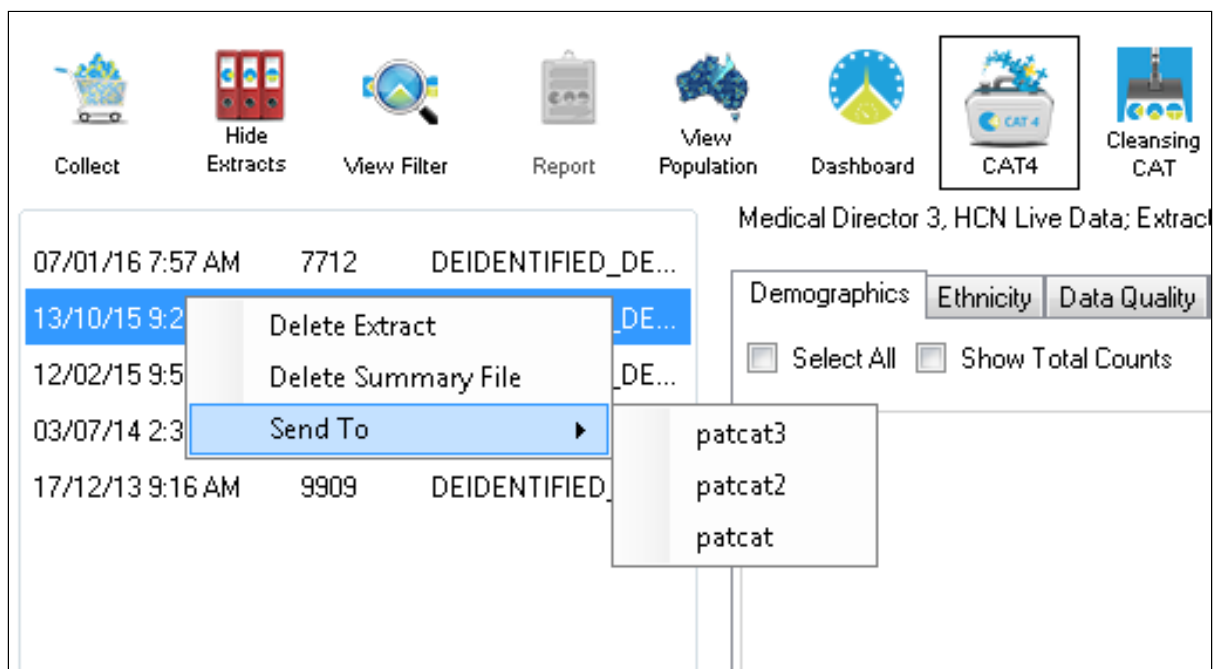 Collect
Hide
Extracts
View Filter
Report
View
Population
Dashboard
CAT 4
CAT4
Cleansing
CAT
Medical Director 3, HCN Live Data; Extract
07/01/16 7:57 AM 7712 DEIDENTIFIED_DE...
13/10/15 9:2 _DE...
12/02/15 9:5 _DE...
03/07/14 2:3
17/12/13 9:16 AM 9909 DEIDENTIFIED_
Delete Extract
Delete Summary File
Send To
patcat3
patcat2
patcat
Demographics Ethnicity Data Quality
Select All Show Total Counts